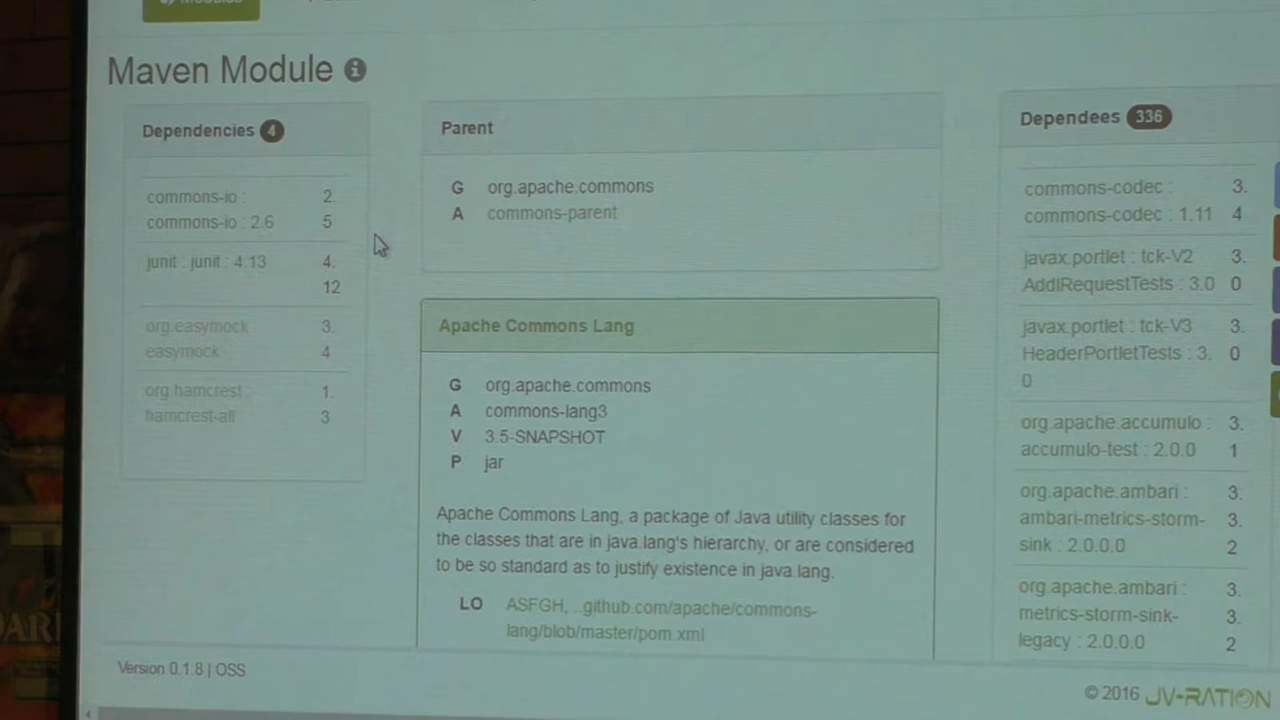 Modules
Maven Module
Dependencies 4
commons-io : 2.
commons-io : 2.6 5
junit : junit : 4.13 4.
12
org.easymock : 3.
easymock 4
org.hamcrest : 1.
hamcrest-all 3
Parent
G org.apache.commons
A commons-parent
Apache Commons Lang
G org.apache.commons
A commons-lang3
V 3.5-SNAPSHOT
P jar
Apache Commons Lang, a package of Java utility classes for
the classes that are in java.lang's hierarchy, or are considered
to be so standard as to justify existence in java.lang.
LO ASFGH, ..github.com/apache/commons-
lang/blob/master/pom.xml
Dependees 336
commons-codec : 3.
commons-codec : 1.11 4
javax.portlet : tck-V2 3.
AddlRequestTests : 3.0 0
javax.portlet : tck-V3 3.
HeaderPortletTests : 3. 0
0
org.apache.accumulo : 3.
accumulo-test : 2.0.0 1
org.apache.ambari : 3.
ambari-metrics-storm- 3.
sink : 2.0.0.0 2
org.apache.ambari : 3.
metrics-storm-sink- 3.
legacy : 2.0.0.0 2
Version 0.1.8 | OSS
© 2016 JV-RATION